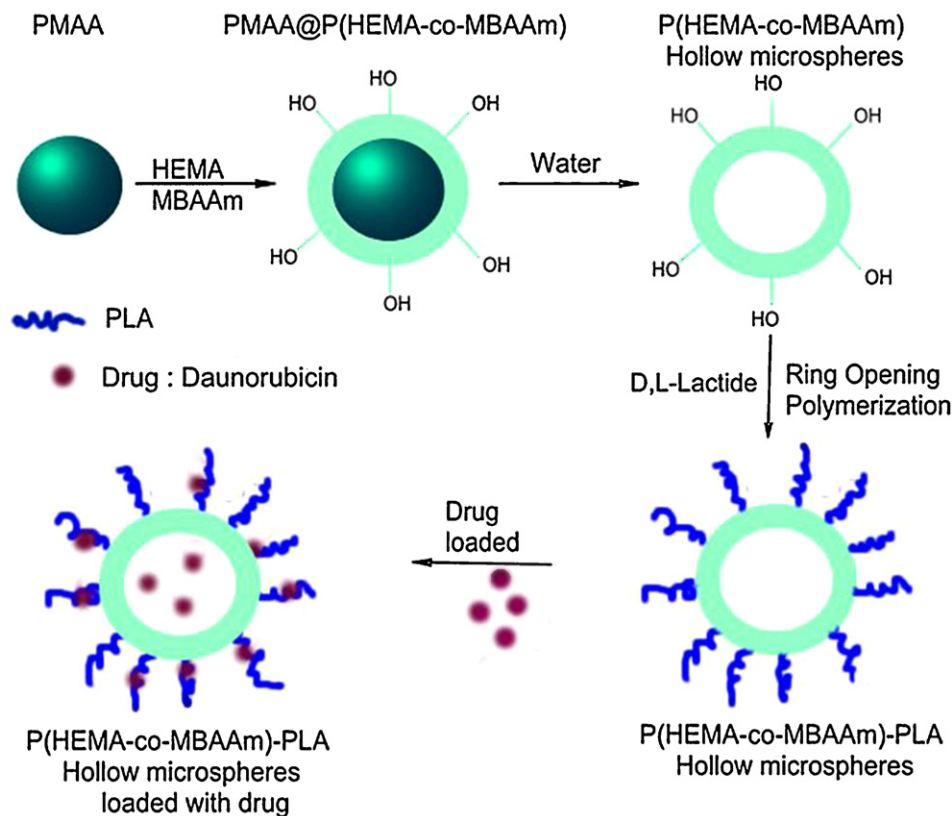 PMAA
PMAA@P(HEMA-co-MBAAm)
P(HEMA-co-MBAAm)
Hollow microspheres
HEMA
MBAAm
HO
HO
OH
HO
OH
OH
Water
HO
HO
OH
HO
OH
HO
PLA
Drug : Daunorubicin
D,L-Lactide
Ring Opening
Polymerization
Drug
loaded
P(HEMA-co-MBAAm)-PLA
Hollow microspheres
loaded with drug
P(HEMA-co-MBAAm)-PLA
Hollow microspheres